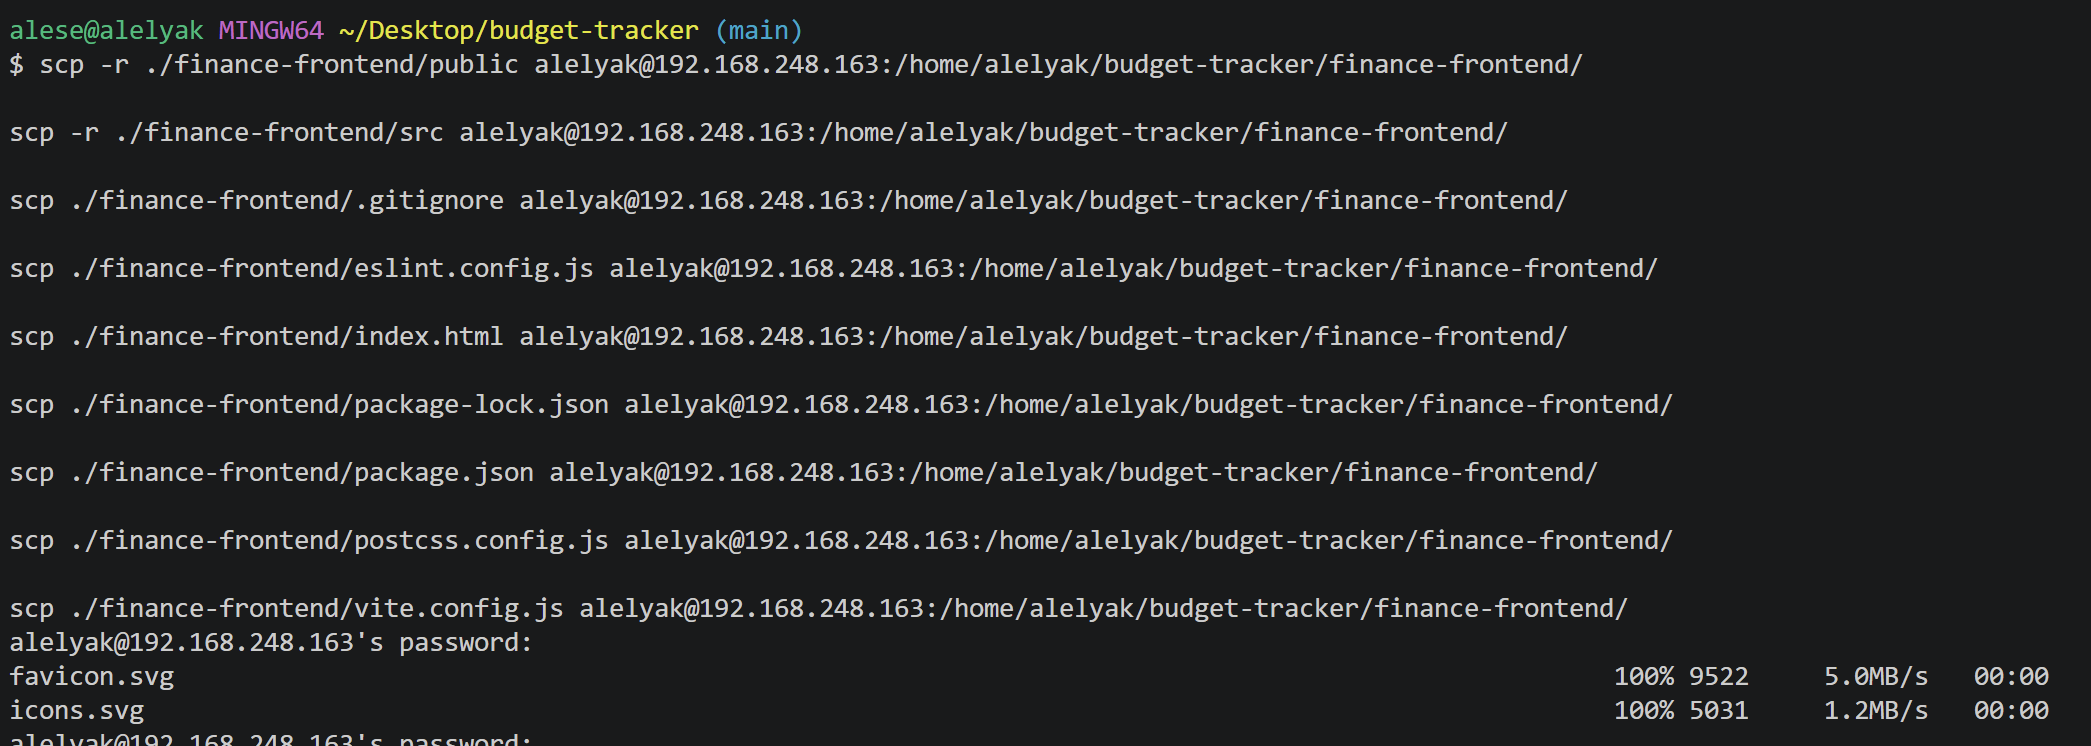 alese@alelyak MINGW64 ~/Desktop/budget-tracker (main)
$ scp -r ./finance-frontend/public alelyak@192.168.248.163:/home/alelyak/budget-tracker/finance-frontend/
scp -r ./finance-frontend/src alelyak@192.168.248.163:/home/alelyak/budget-tracker/finance-frontend/
scp ./finance-frontend/.gitignore alelyak@192.168.248.163:/home/alelyak/budget-tracker/finance-frontend/
scp ./finance-frontend/eslint.config.js alelyak@192.168.248.163:/home/alelyak/budget-tracker/finance-frontend/
scp ./finance-frontend/index.html alelyak@192.168.248.163:/home/alelyak/budget-tracker/finance-frontend/
scp ./finance-frontend/package-lock.json alelyak@192.168.248.163:/home/alelyak/budget-tracker/finance-frontend/
scp ./finance-frontend/package.json alelyak@192.168.248.163:/home/alelyak/budget-tracker/finance-frontend/
scp ./finance-frontend/postcss.config.js alelyak@192.168.248.163:/home/alelyak/budget-tracker/finance-frontend/
scp ./finance-frontend/vite.config.js alelyak@192.168.248.163:/home/alelyak/budget-tracker/finance-frontend/
alelyak@192.168.248.163's password:
favicon.svg 100% 9522 5.0MB/s 00:00
icons.svg 100% 5031 1.2MB/s 00:00
alelyak@192.168.248.163's password: